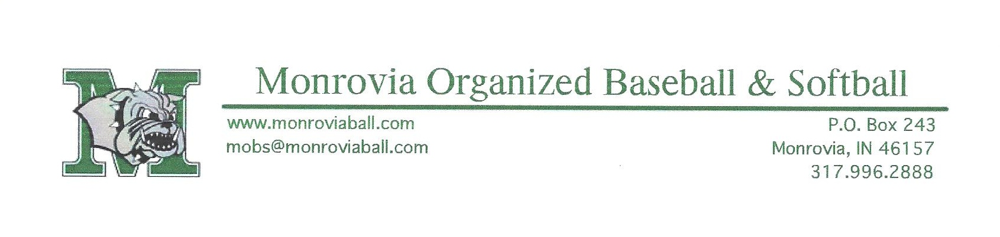 M
Monrovia Organized Baseball & Softball
www.monroviaball.com
mobs@monroviaball.com
P.O. Box 243
Monrovia, IN 46157
317.996.2888